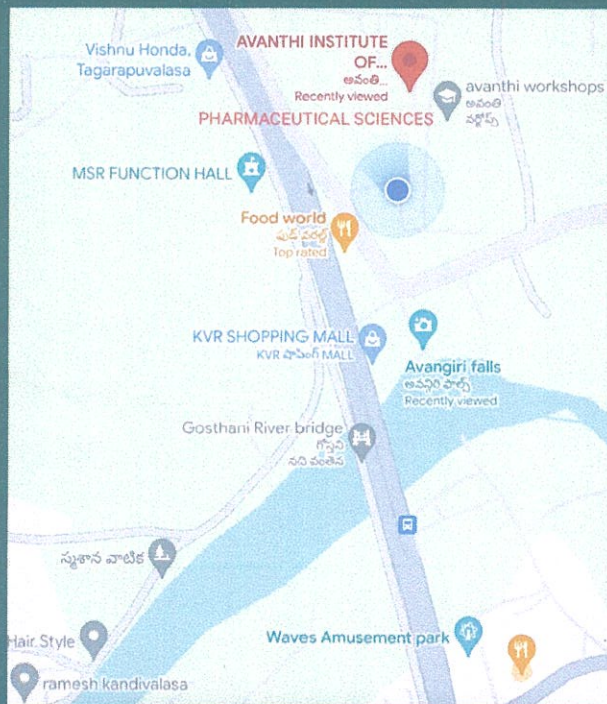 Vishnu Honda,
Tagarapuvalasa
AVANTHI INSTITUTE
OF...
అవంతి...
Recently viewed
PHARMACEUTICAL SCIENCES
avanthi workshops
అవంతి
వర్క్షోప్స్
MSR FUNCTION HALL
Food world
ఫుడ్ వరల్డ్
Top rated
KVR SHOPPING MALL
KVR షాపింగ్ MALL
Avangiri falls
అవన్గిరి ఫాల్స్
Recently viewed
Gosthani River bridge
గోస్తని
నది వంతెన
స్మశాన వాటిక
Hair Style
Waves Amusement park
ramesh kandivalasa